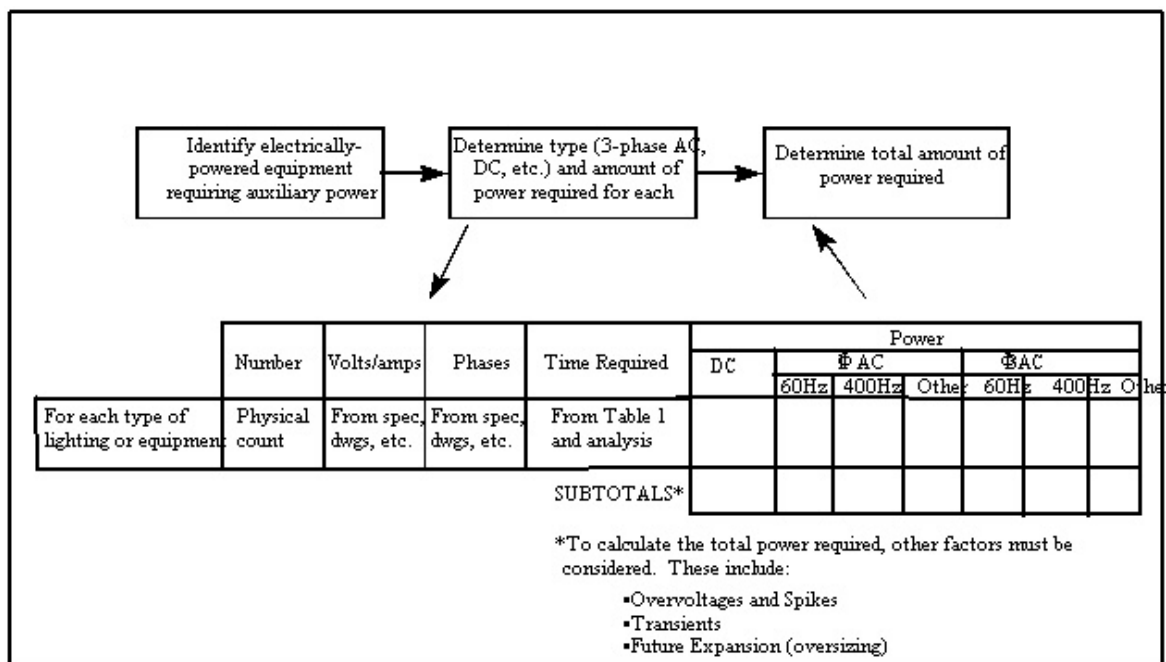 Identify electrically-
powered equipment
requiring auxiliary power
Determine type (3-phase AC,
DC, etc.) and amount of
power required for each
Determine total amount of
power required
Power
Number Volts/amps Phases Time Required DC Φ AC Φ3AC
60Hz 400Hz Other 60Hz 400Hz Other
For each type of
lighting or equipment
Physical
count
From spec,
dwgs, etc.
From spec,
dwgs, etc.
From Table 1
and analysis
SUBTOTALS*
*To calculate the total power required, other factors must be
considered. These include:
▪Overvoltages and Spikes
▪Transients
▪Future Expansion (oversizing)